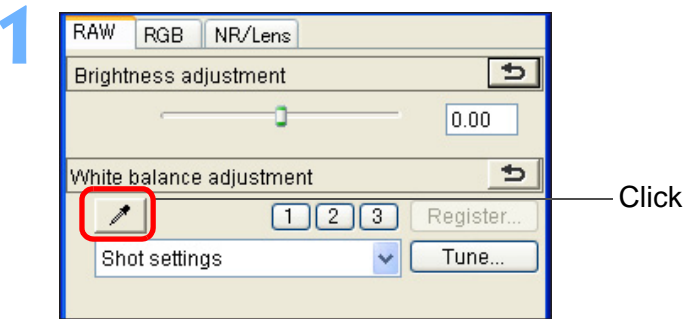 1
RAW RGB NR/Lens
Brightness adjustment
0.00
White balance adjustment
Click
1 2 3 Register...
Shot settings Tune...